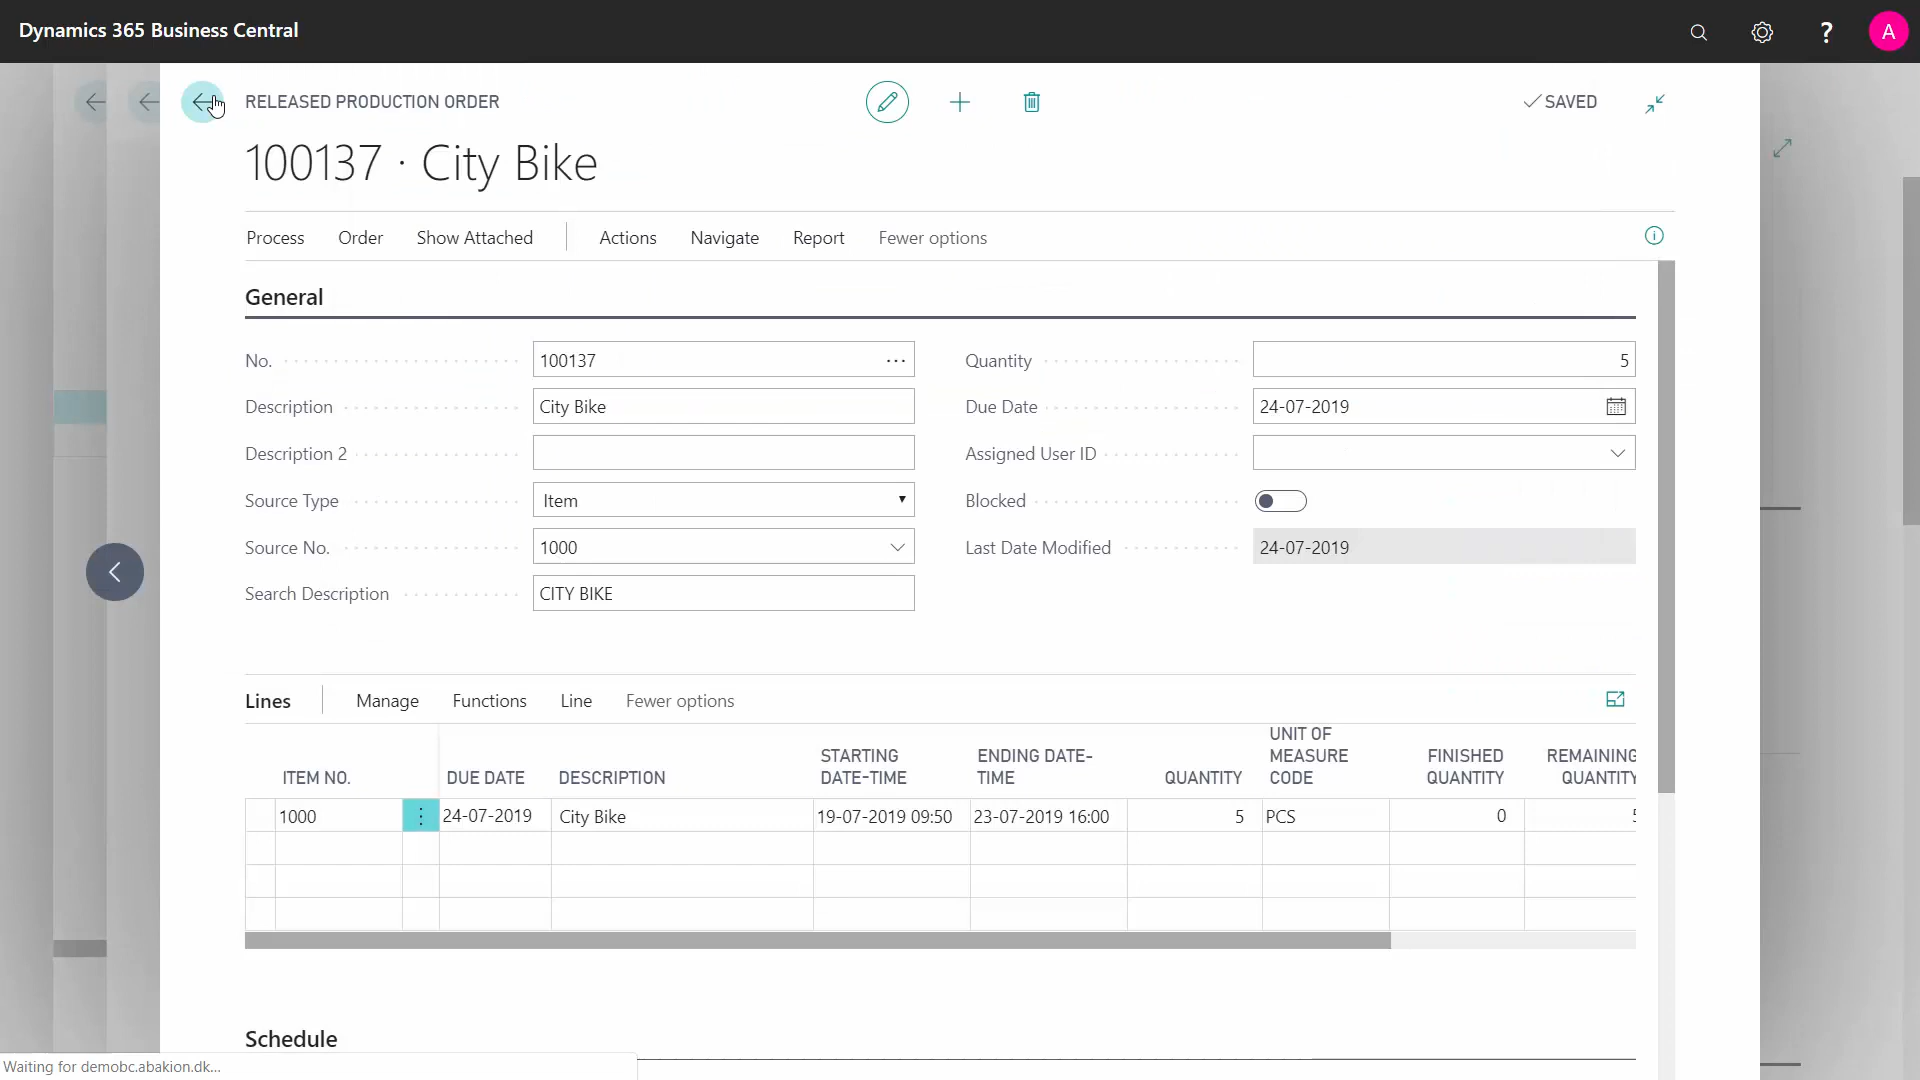 Dynamics 365 Business Central
?
A
RELEASED PRODUCTION ORDER
SAVED
100137 · City Bike
Process Order Show Attached Actions Navigate Report Fewer options
General
No. 100137 ···
Quantity 5
Description City Bike
Due Date 24-07-2019
Description 2
Assigned User ID
Source Type Item
Blocked
Source No. 1000
Last Date Modified 24-07-2019
Search Description CITY BIKE
Lines Manage Functions Line Fewer options
ITEM NO. DUE DATE DESCRIPTION STARTING DATE-TIME ENDING DATE-TIME QUANTITY UNIT OF MEASURE CODE FINISHED QUANTITY REMAINING QUANTITY
1000 24-07-2019 City Bike 19-07-2019 09:50 23-07-2019 16:00 5 PCS 0 5
Schedule
Waiting for demobc.abakion.dk...